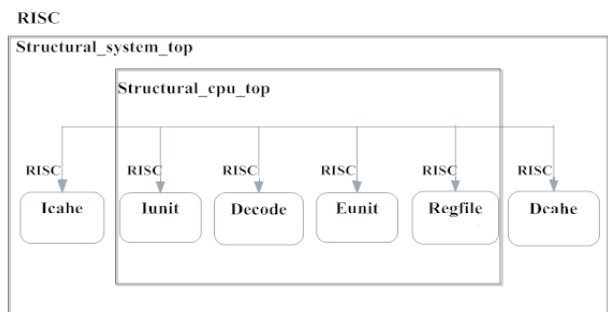 RISC
Structural_system_top
Structural_cpu_top
RISC RISC RISC RISC RISC RISC
Icahe Iunit Decode Eunit Regfile Dcahe